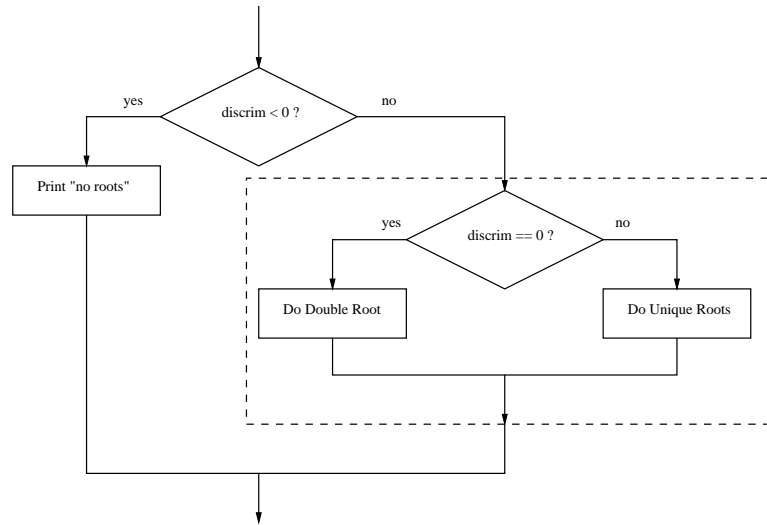 yes
discrim < 0 ?
no
Print "no roots"
yes
discrim == 0 ?
no
Do Double Root
Do Unique Roots